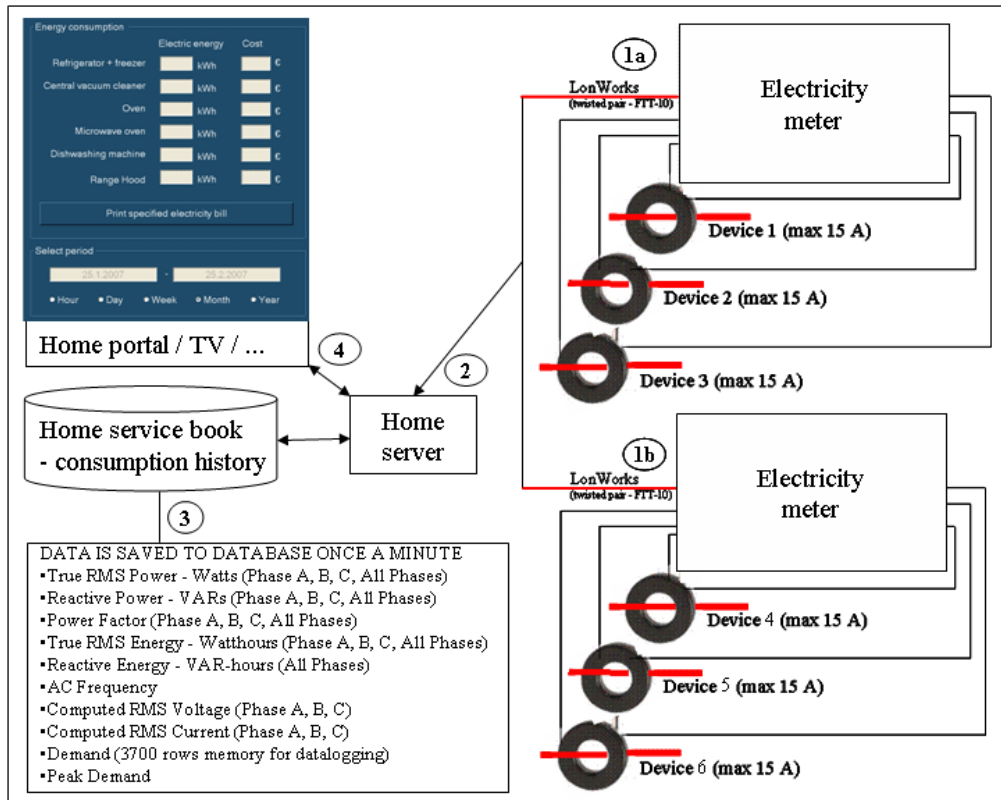 Energy consumption
Electric energy Cost
Refrigerator + freezer kWh €
Central vacuum cleaner kWh €
Oven kWh €
Microwave oven kWh €
Dishwashing machine kWh €
Range Hood kWh €
Print specified electricity bill
Select period
25.1.2007 - 25.2.2007
Hour Day Week Month Year
Home portal / TV / ...
4
2
Home service book
- consumption history
Home
server
3
DATA IS SAVED TO DATABASE ONCE A MINUTE
▪True RMS Power - Watts (Phase A, B, C, All Phases)
▪Reactive Power - VARs (Phase A, B, C, All Phases)
▪Power Factor (Phase A, B, C, All Phases)
▪True RMS Energy - Watthours (Phase A, B, C, All Phases)
▪Reactive Energy - VAR-hours (All Phases)
▪AC Frequency
▪Computed RMS Voltage (Phase A, B, C)
▪Computed RMS Current (Phase A, B, C)
▪Demand (3700 rows memory for datalogging)
▪Peak Demand
1a
LonWorks
(twisted pair - FTT-10)
Electricity
meter
Device 1 (max 15 A)
Device 2 (max 15 A)
Device 3 (max 15 A)
1b
LonWorks
(twisted pair - FTT-10)
Electricity
meter
Device 4 (max 15 A)
Device 5 (max 15 A)
Device 6 (max 15 A)